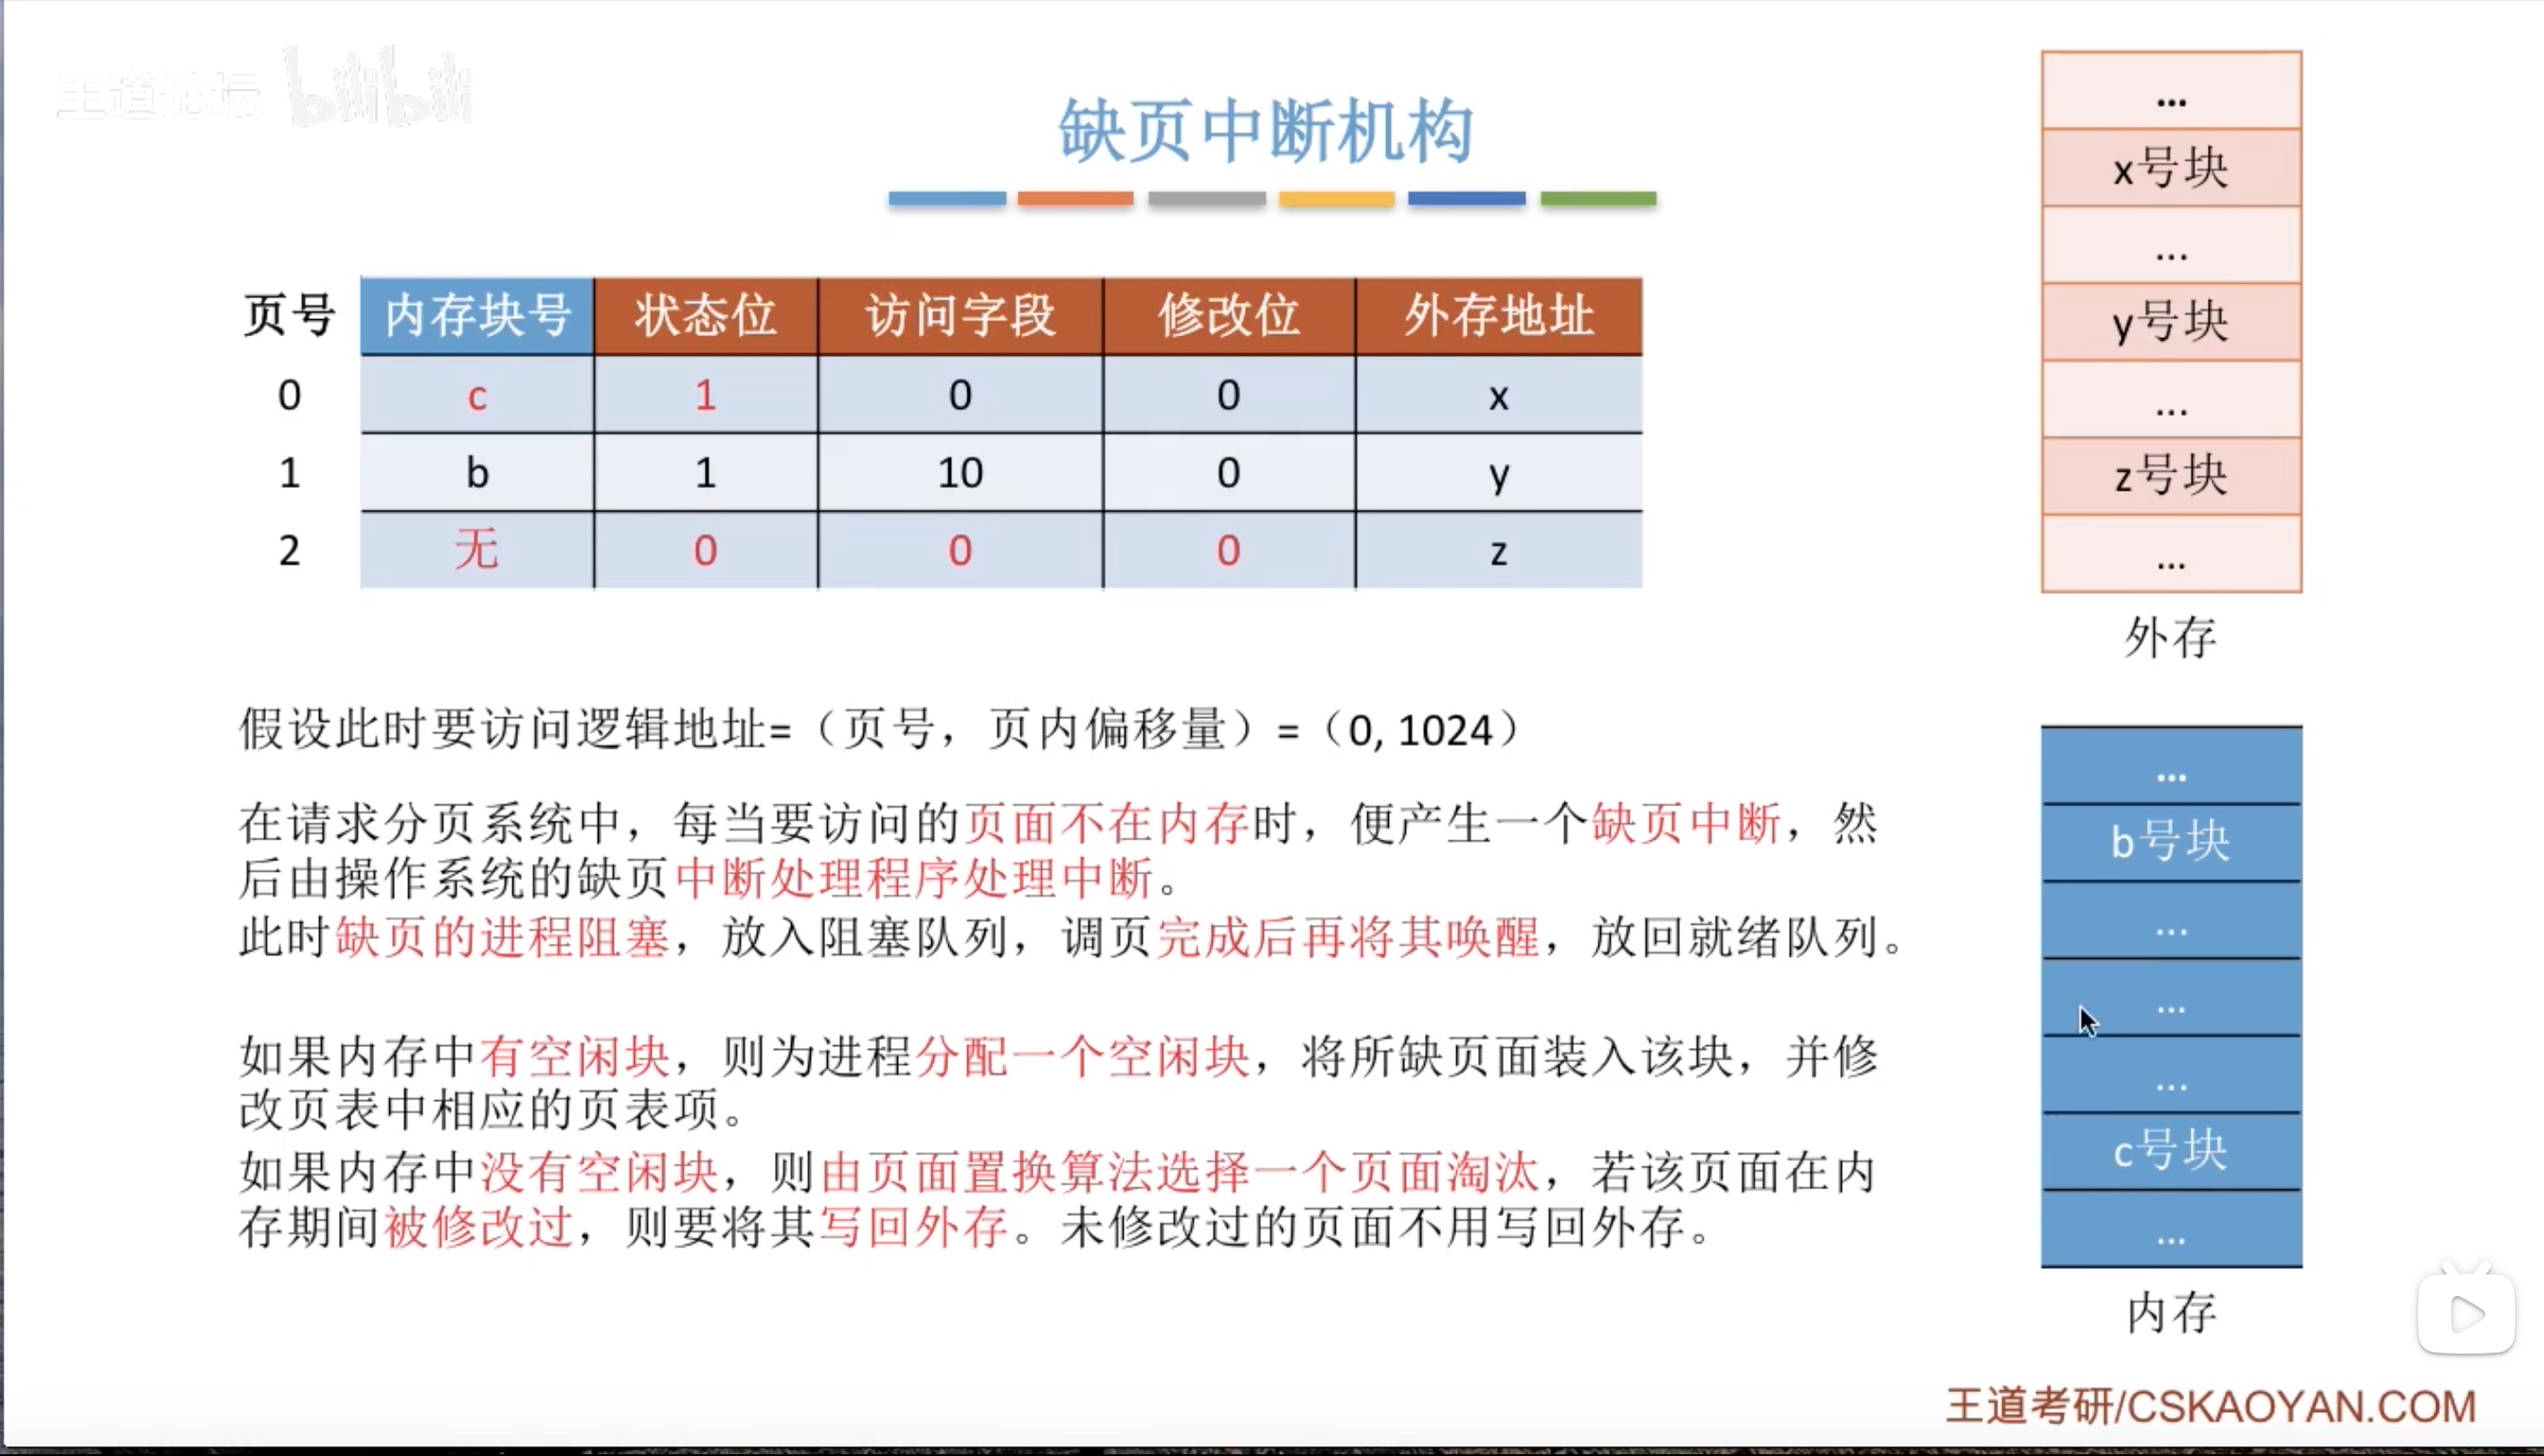 王道论坛 bilibili
缺页中断机构
页号 内存块号 状态位 访问字段 修改位 外存地址
0 c 1 0 0 x
1 b 1 10 0 y
2 无 0 0 0 z
假设此时要访问逻辑地址=（页号，页内偏移量）=（0, 1024）
在请求分页系统中，每当要访问的页面不在内存时，便产生一个缺页中断，然
后由操作系统的缺页中断处理程序处理中断。
此时缺页的进程阻塞，放入阻塞队列，调页完成后再将其唤醒，放回就绪队列。
如果内存中有空闲块，则为进程分配一个空闲块，将所缺页面装入该块，并修
改页表中相应的页表项。
如果内存中没有空闲块，则由页面置换算法选择一个页面淘汰，若该页面在内
存期间被修改过，则要将其写回外存。未修改过的页面不用写回外存。
...
x号块
...
y号块
...
z号块
...
外存
...
b号块
...
...
...
c号块
...
内存
王道考研/CSKAOYAN.COM